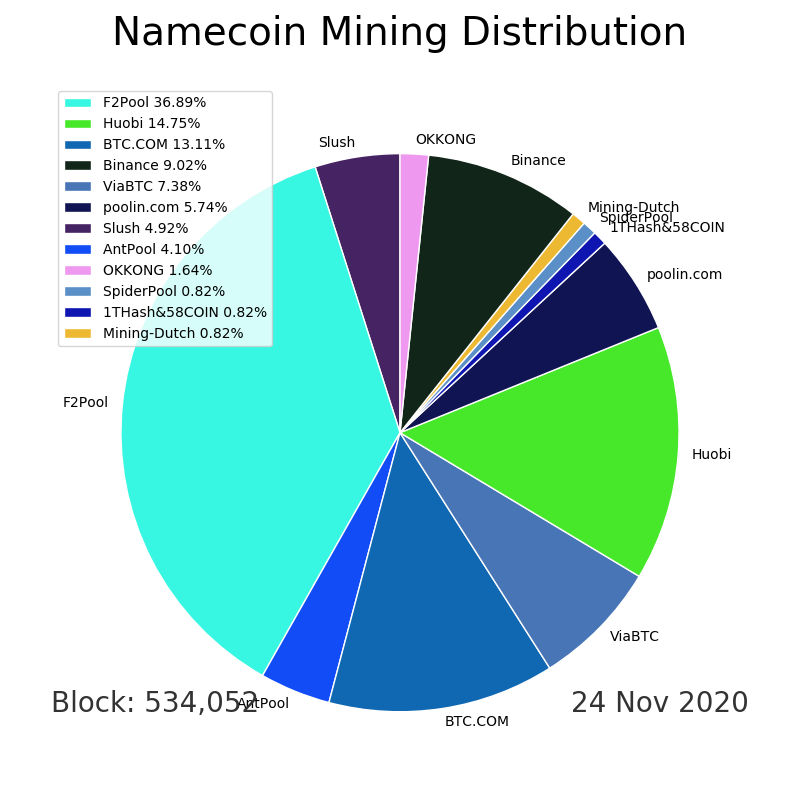 Namecoin Mining Distribution
F2Pool 36.89%
Huobi 14.75%
BTC.COM 13.11%
Binance 9.02%
ViaBTC 7.38%
poolin.com 5.74%
Slush 4.92%
AntPool 4.10%
OKKONG 1.64%
SpiderPool 0.82%
1THash&58COIN 0.82%
Mining-Dutch 0.82%
Slush
OKKONG
Binance
Mining-Dutch
SpiderPool
1THash&58COIN
poolin.com
F2Pool
Huobi
ViaBTC
AntPool
BTC.COM
Block: 534,052
24 Nov 2020